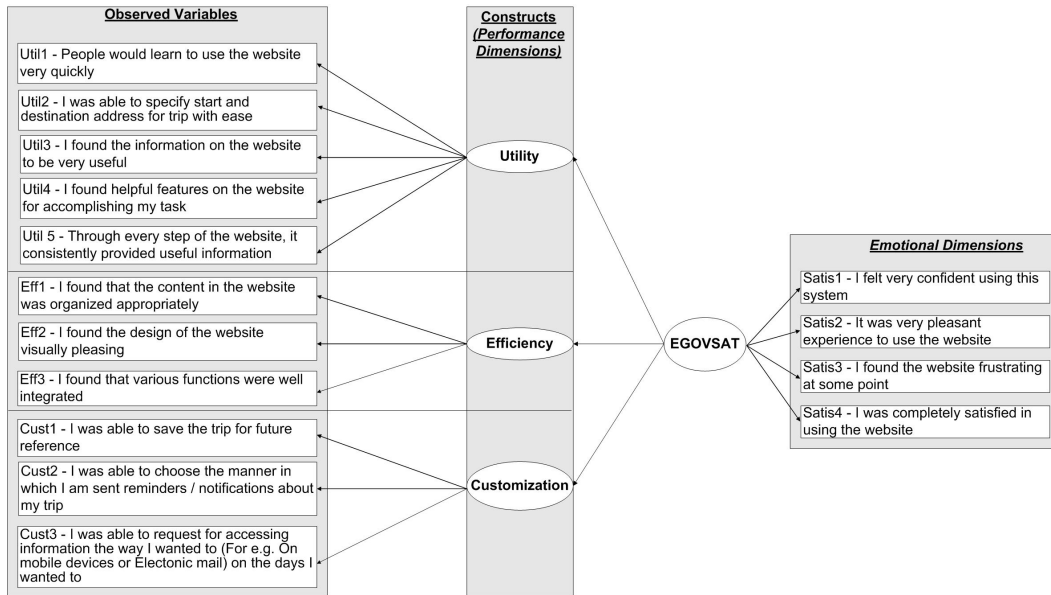 Observed Variables
Util1 - People would learn to use the website
very quickly
Util2 - I was able to specify start and
destination address for trip with ease
Util3 - I found the information on the website
to be very useful
Util4 - I found helpful features on the website
for accomplishing my task
Util 5 - Through every step of the website, it
consistently provided useful information
Eff1 - I found that the content in the website
was organized appropriately
Eff2 - I found the design of the website
visually pleasing
Eff3 - I found that various functions were well
integrated
Cust1 - I was able to save the trip for future
reference
Cust2 - I was able to choose the manner in
which I am sent reminders / notifications about
my trip
Cust3 - I was able to request for accessing
information the way I wanted to (For e.g. On
mobile devices or Electonic mail) on the days I
wanted to
Constructs
(Performance
Dimensions)
Utility
Efficiency
Customization
EGOVSAT
Emotional Dimensions
Satis1 - I felt very confident using this
system
Satis2 - It was very pleasant
experience to use the website
Satis3 - I found the website frustrating
at some point
Satis4 - I was completely satisfied in
using the website